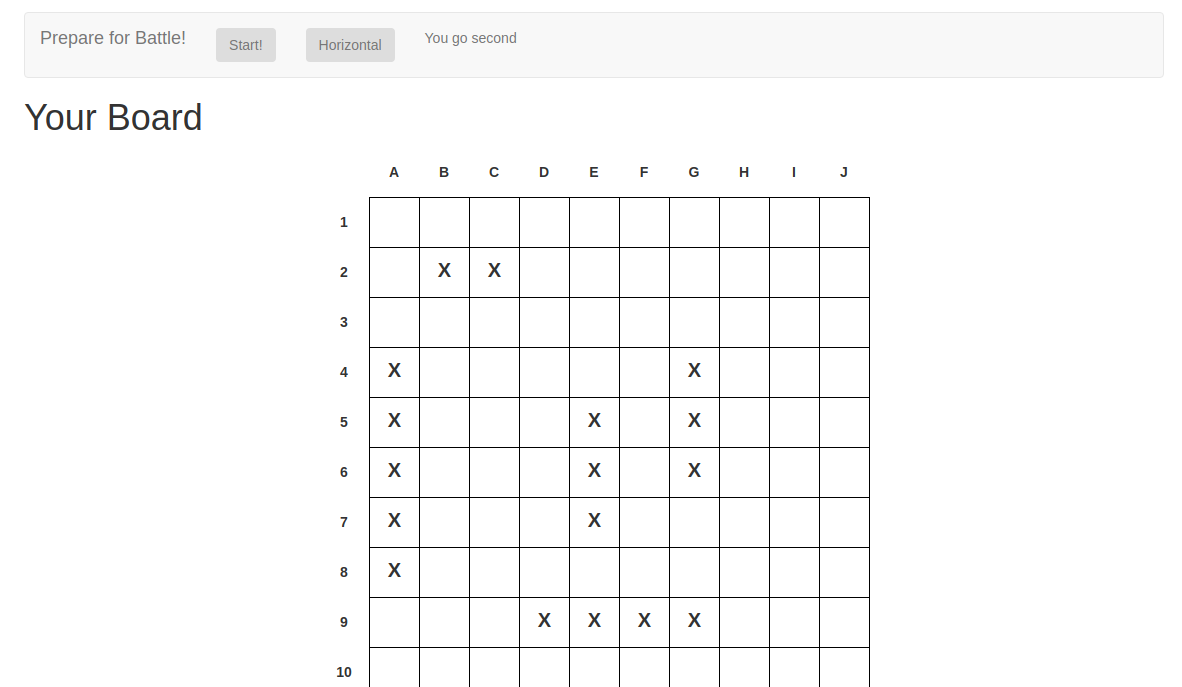 Prepare for Battle! Start! Horizontal You go second
Your Board
A B C D E F G H I J
1
2 X X
3
4 X X
5 X X X
6 X X X
7 X X
8 X
9 X X X X
10